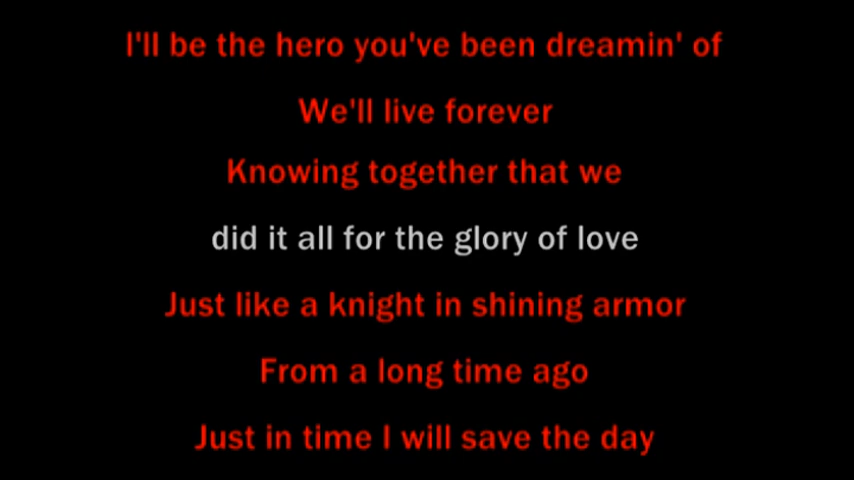 I'll be the hero you've been dreamin' of
We'll live forever
Knowing together that we
did it all for the glory of love
Just like a knight in shining armor
From a long time ago
Just in time I will save the day